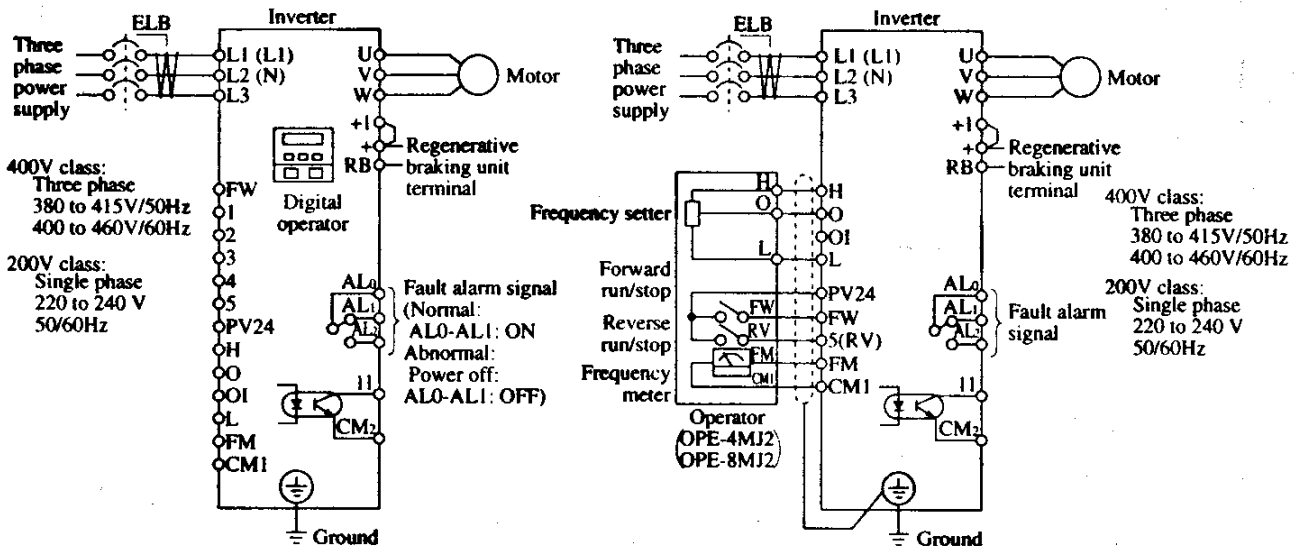 Inverter
ELB
Three
phase
power
supply
L1 (L1)
L2 (N)
L3
U
V
W
Motor
+1
+
RB
Regenerative
braking unit
terminal
Digital
operator
400V class:
Three phase
380 to 415V/50Hz
400 to 460V/60Hz
200V class:
Single phase
220 to 240 V
50/60Hz
FW
1
2
3
4
5
PV24
H
O
OI
L
FM
CM1
AL0
AL1
AL2
Fault alarm signal
(Normal:
AL0-AL1: ON
Abnormal:
Power off:
AL0-AL1: OFF)
11
CM2
Ground
Inverter
ELB
Three
phase
power
supply
L1 (L1)
L2 (N)
L3
U
V
W
Motor
+1
+
RB
Regenerative
braking unit
terminal
400V class:
Three phase
380 to 415V/50Hz
400 to 460V/60Hz
200V class:
Single phase
220 to 240 V
50/60Hz
Frequency setter
H
O
L
Forward
run/stop
Reverse
run/stop
Frequency
meter
FW
RV
FM
CM1
Operator
(OPE-4MJ2
OPE-8MJ2)
H
O
OI
L
PV24
FW
5(RV)
FM
CM1
AL0
AL1
AL2
Fault alarm
signal
11
CM2
Ground